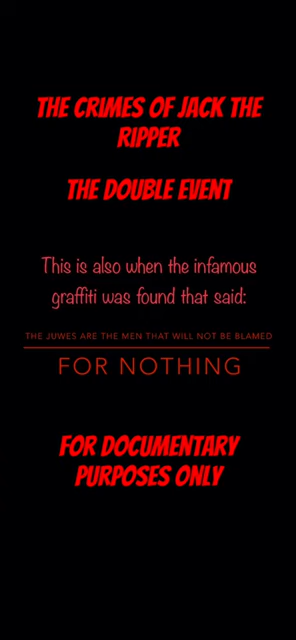 THE CRIMES OF JACK THE
RIPPER
THE DOUBLE EVENT
This is also when the infamous
graffiti was found that said:
THE JUWES ARE THE MEN THAT WILL NOT BE BLAMED
FOR NOTHING
FOR DOCUMENTARY
PURPOSES ONLY